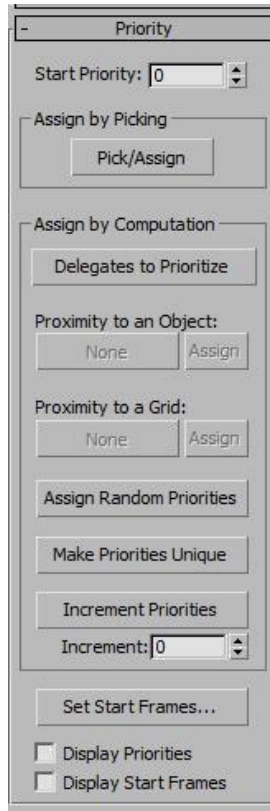 - Priority
Start Priority: 0
Assign by Picking
Pick/Assign
Assign by Computation
Delegates to Prioritize
Proximity to an Object:
None Assign
Proximity to a Grid:
None Assign
Assign Random Priorities
Make Priorities Unique
Increment Priorities
Increment: 0
Set Start Frames...
Display Priorities
Display Start Frames